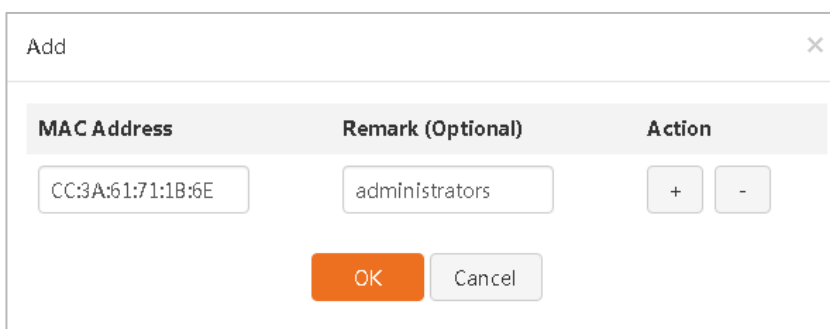 Add ×
MAC Address Remark (Optional) Action
CC:3A:61:71:1B:6E administrators + -
OK Cancel